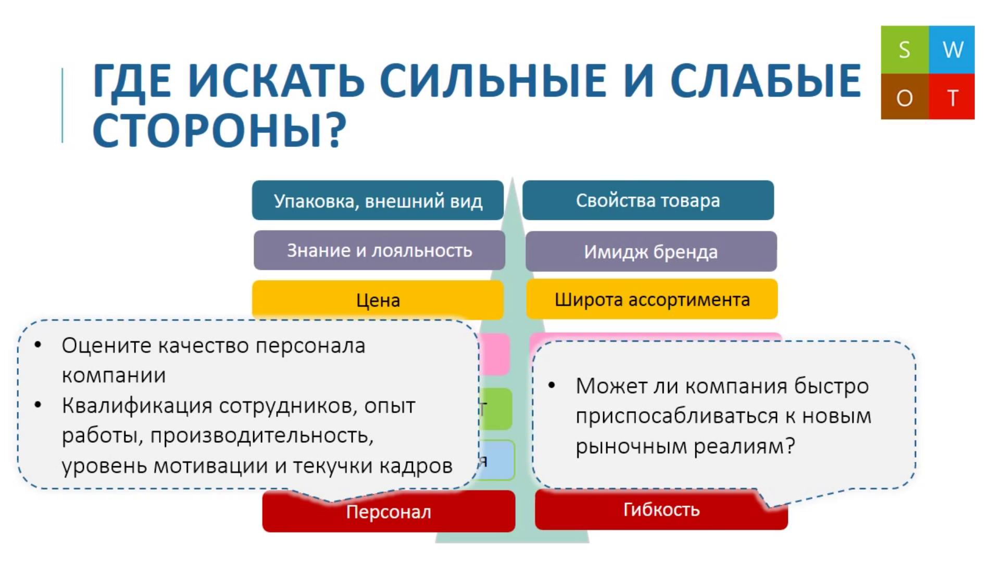 ГДЕ ИСКАТЬ СИЛЬНЫЕ И СЛАБЫЕ
СТОРОНЫ?
S W
O T
Упаковка, внешний вид
Свойства товара
Знание и лояльность
Имидж бренда
Цена
Широта ассортимента
• Оцените качество персонала
компании
• Квалификация сотрудников, опыт
работы, производительность,
уровень мотивации и текучки кадров
• Может ли компания быстро
приспосабливаться к новым
рыночным реалиям?
Персонал
Гибкость